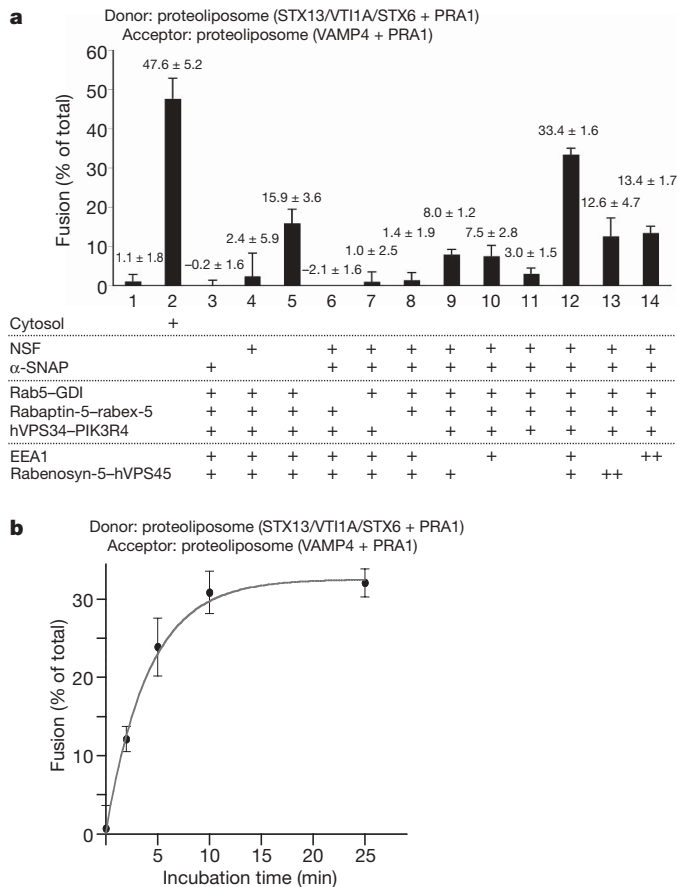 a
Donor: proteoliposome (STX13/VTI1A/STX6 + PRA1)
Acceptor: proteoliposome (VAMP4 + PRA1)
Fusion (% of total)
60
50
40
30
20
10
0
1.1 ± 1.8
47.6 ± 5.2
–0.2 ± 1.6
2.4 ± 5.9
15.9 ± 3.6
–2.1 ± 1.6
1.0 ± 2.5
1.4 ± 1.9
8.0 ± 1.2
7.5 ± 2.8
3.0 ± 1.5
33.4 ± 1.6
12.6 ± 4.7
13.4 ± 1.7
1 2 3 4 5 6 7 8 9 10 11 12 13 14
Cytosol +
NSF + + + + + + + + + +
α-SNAP + + + + + + + + + +
Rab5–GDI + + + + + + + + + + +
Rabaptin-5–rabex-5 + + + + + + + + + + +
hVPS34–PIK3R4 + + + + + + + + + + +
EEA1 + + + + + + + + ++
Rabenosyn-5–hVPS45 + + + + + + + + ++
b
Donor: proteoliposome (STX13/VTI1A/STX6 + PRA1)
Acceptor: proteoliposome (VAMP4 + PRA1)
Fusion (% of total)
30
20
10
0
5 10 15 20 25
Incubation time (min)